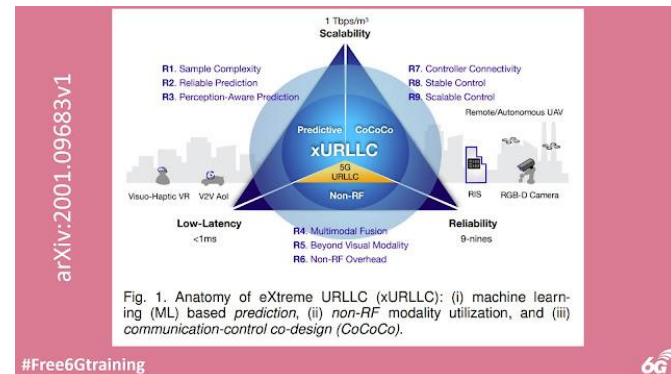 arXiv:2001.09683v1
1 Tbps/m³
Scalability
R1. Sample Complexity
R2. Reliable Prediction
R3. Perception-Aware Prediction
R7. Controller Connectivity
R8. Stable Control
R9. Scalable Control
Remote/Autonomous UAV
Predictive CoCoCo
xURLLC
5G
URLLC
Non-RF
Visuo-Haptic VR
V2V AoI
RIS
RGB-D Camera
Low-Latency
<1ms
Reliability
9-nines
R4. Multimodal Fusion
R5. Beyond Visual Modality
R6. Non-RF Overhead
Fig. 1. Anatomy of eXtreme URLLC (xURLLC): (i) machine learn-
ing (ML) based prediction, (ii) non-RF modality utilization, and (iii)
communication-control co-design (CoCoCo).
#Free6Gtraining
6G